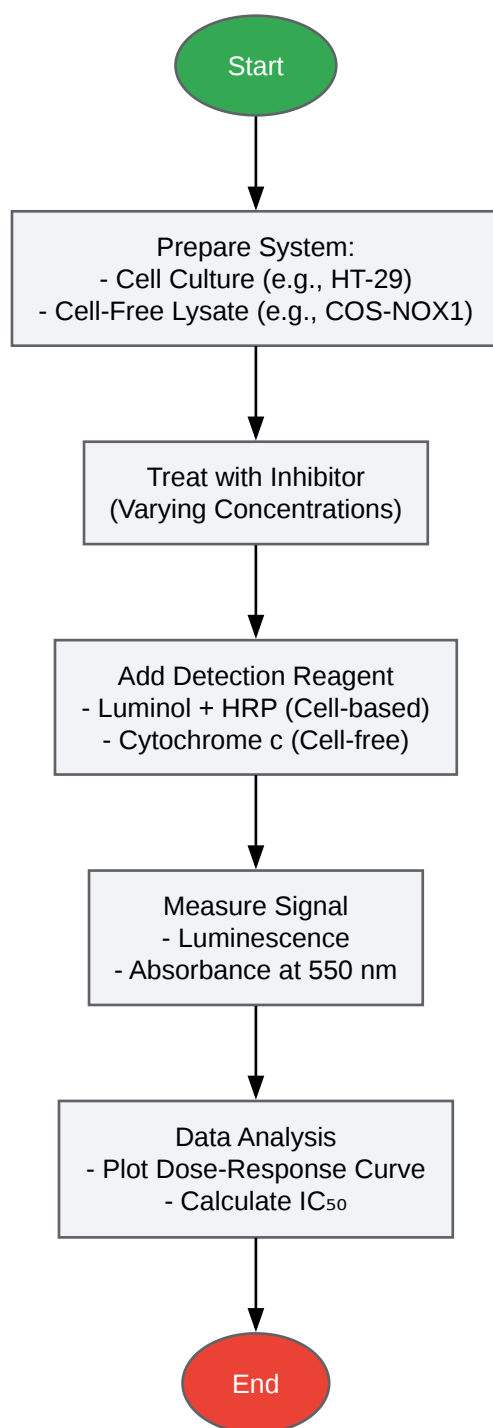 Start
Prepare System:
- Cell Culture (e.g., HT-29)
- Cell-Free Lysate (e.g., COS-NOX1)
Treat with Inhibitor
(Varying Concentrations)
Add Detection Reagent
- Luminol + HRP (Cell-based)
- Cytochrome c (Cell-free)
Measure Signal
- Luminescence
- Absorbance at 550 nm
Data Analysis
- Plot Dose-Response Curve
- Calculate IC₅₀
End